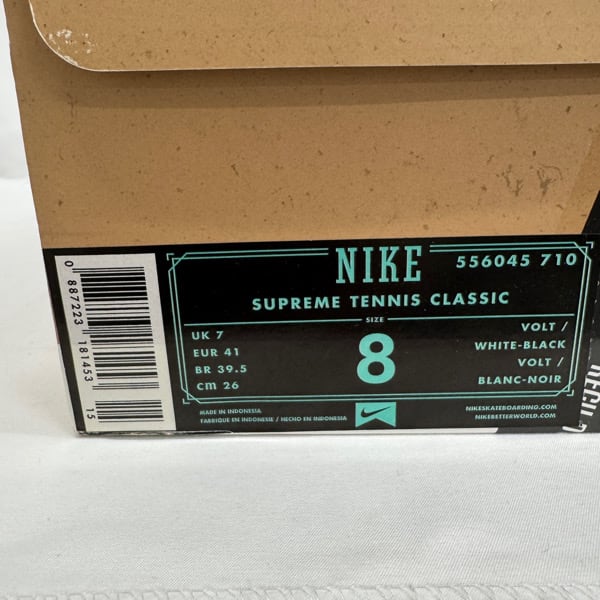 NIKE
556045 710
SUPREME TENNIS CLASSIC
SIZE
UK 7
EUR 41
BR 39.5
CM 26
8
VOLT /
WHITE-BLACK
VOLT /
BLANC-NOIR
MADE IN INDONESIA
FABRIQUE EN INDONESIE / HECHO EN INDONESIA
NIKESKATEBOARDING.COM
NIKEBETTERWORLD.COM
0 887223 181453
15